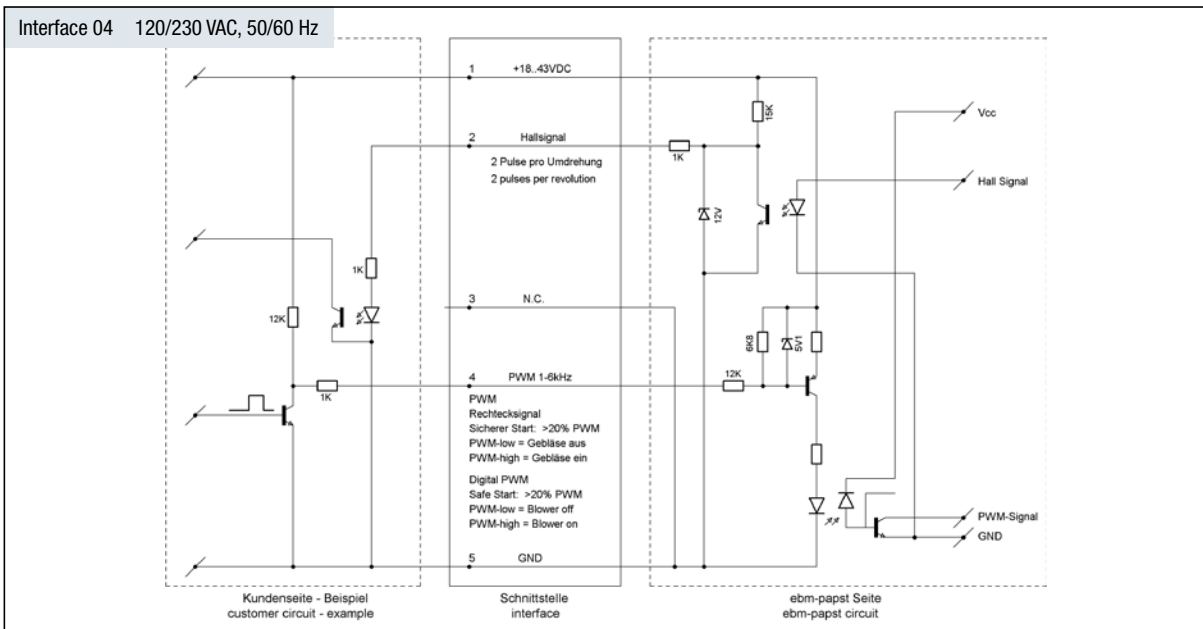 Interface 04 120/230 VAC, 50/60 Hz
1 +18..43VDC
15K
Vcc
2 Hallsignal
1K
2 Pulse pro Umdrehung
2 pulses per revolution
Hall Signal
12V
1K
3 N.C.
12K
6K8
5V1
4 PWM 1-6kHz
12K
1K
PWM
Rechtecksignal
Sicherer Start: >20% PWM
PWM-low = Gebläse aus
PWM-high = Gebläse ein
Digital PWM
Safe Start: >20% PWM
PWM-low = Blower off
PWM-high = Blower on
PWM-Signal
GND
5 GND
Kundenseite - Beispiel
customer circuit - example
Schnittstelle
interface
ebm-papst Seite
ebm-papst circuit